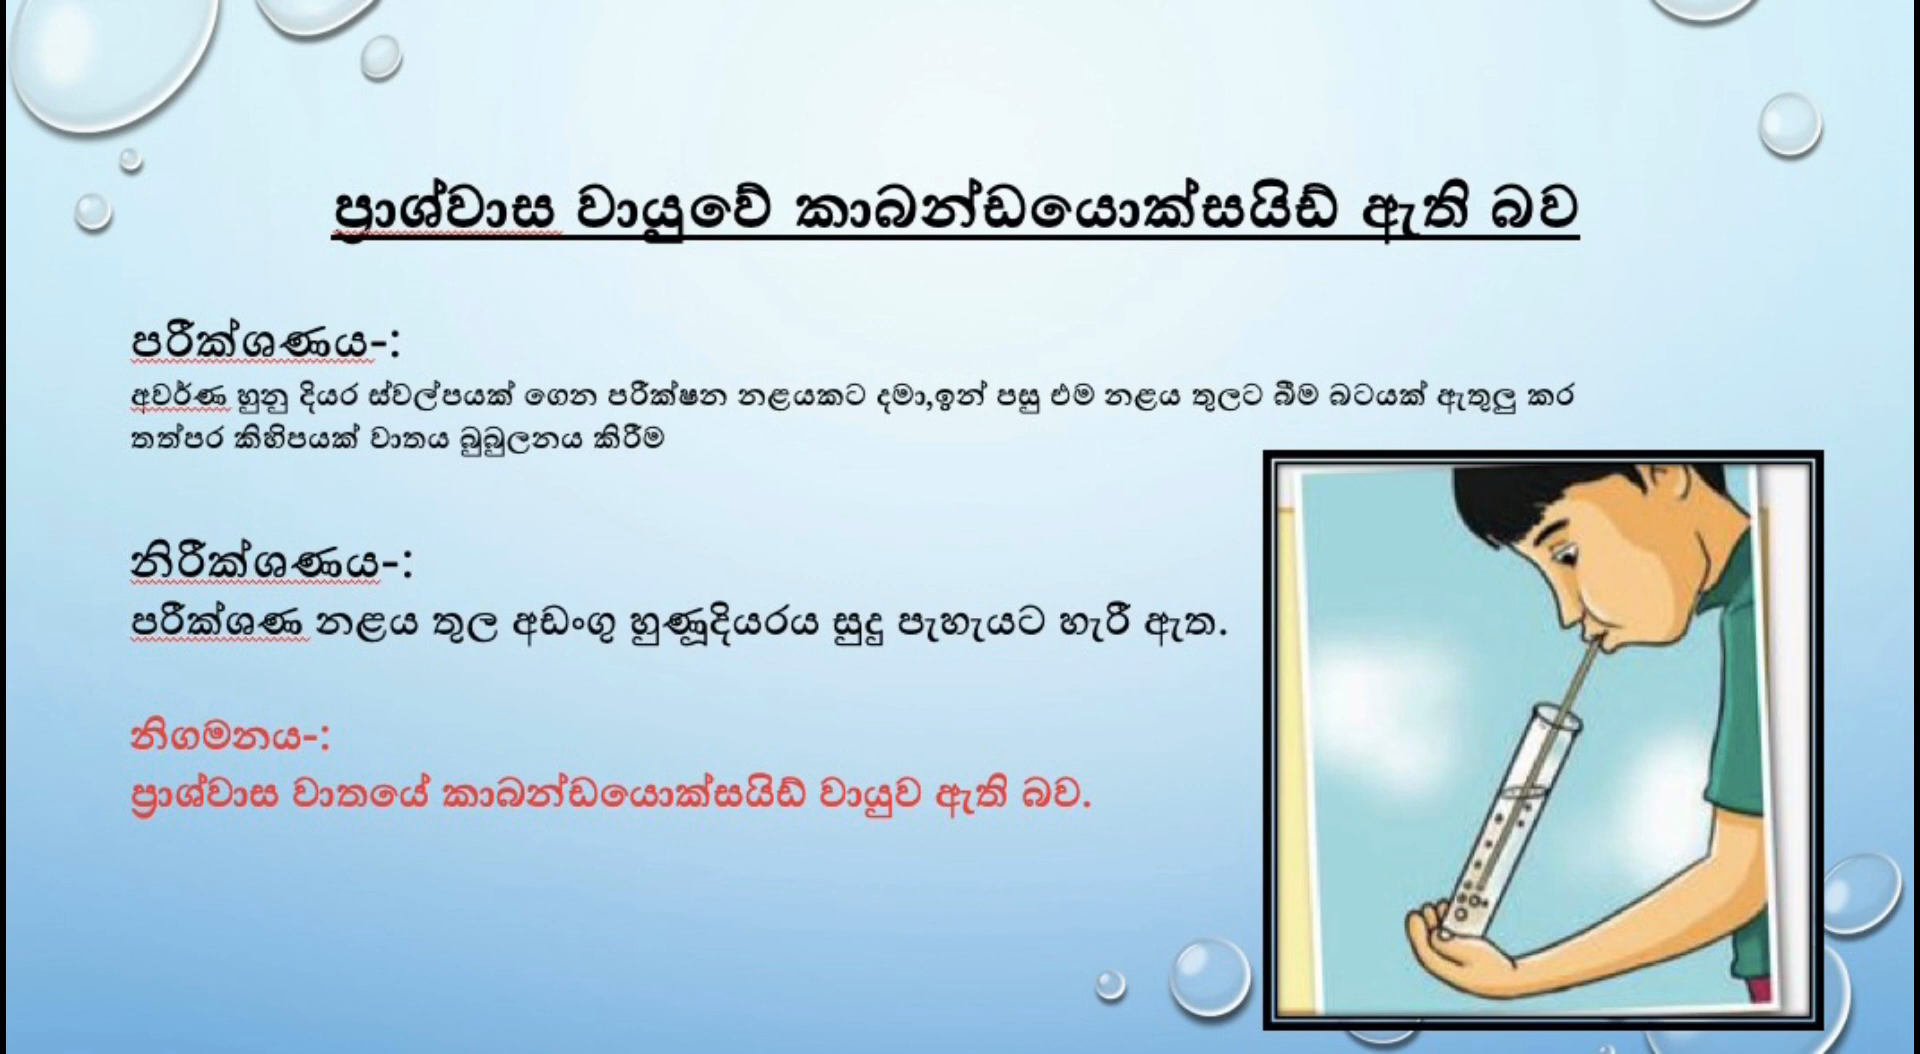 ප්‍රාශ්වාස වායුවේ කාබන්ඩයොක්සයිඩ් ඇති බව
පරීක්ශණය-:
අවර්ණ හුනු දියර ස්වල්පයක් ගෙන පරීක්ෂන නළයකට දමා,ඉන් පසු එම නළය තුලට බීම බටයක් ඇතුලු කර
තත්පර කිහිපයක් වාතය බුබුලනය කිරීම
නිරීක්ශණය-:
පරීක්ශණ නළය තුල අඩංගු හුණූදියරය සුදු පැහැයට හැරී ඇත.
නිගමනය-:
ප්‍රාශ්වාස වාතයේ කාබන්ඩයොක්සයිඩ් වායුව ඇති බව.